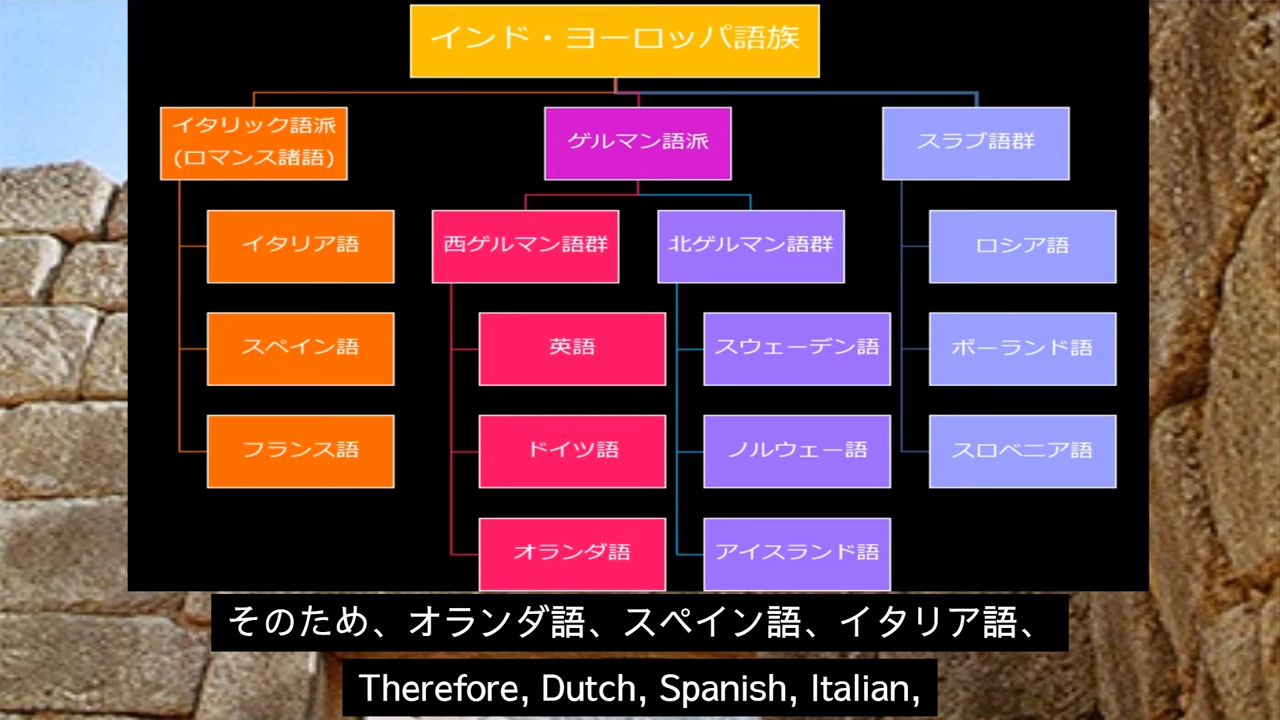 インド・ヨーロッパ語族
イタリック語派
(ロマンス諸語)
ゲルマン語派
スラブ語群
イタリア語
西ゲルマン語群
北ゲルマン語群
ロシア語
スペイン語
英語
スウェーデン語
ポーランド語
フランス語
ドイツ語
ノルウェー語
スロベニア語
オランダ語
アイスランド語
そのため、オランダ語、スペイン語、イタリア語、
Therefore, Dutch, Spanish, Italian,